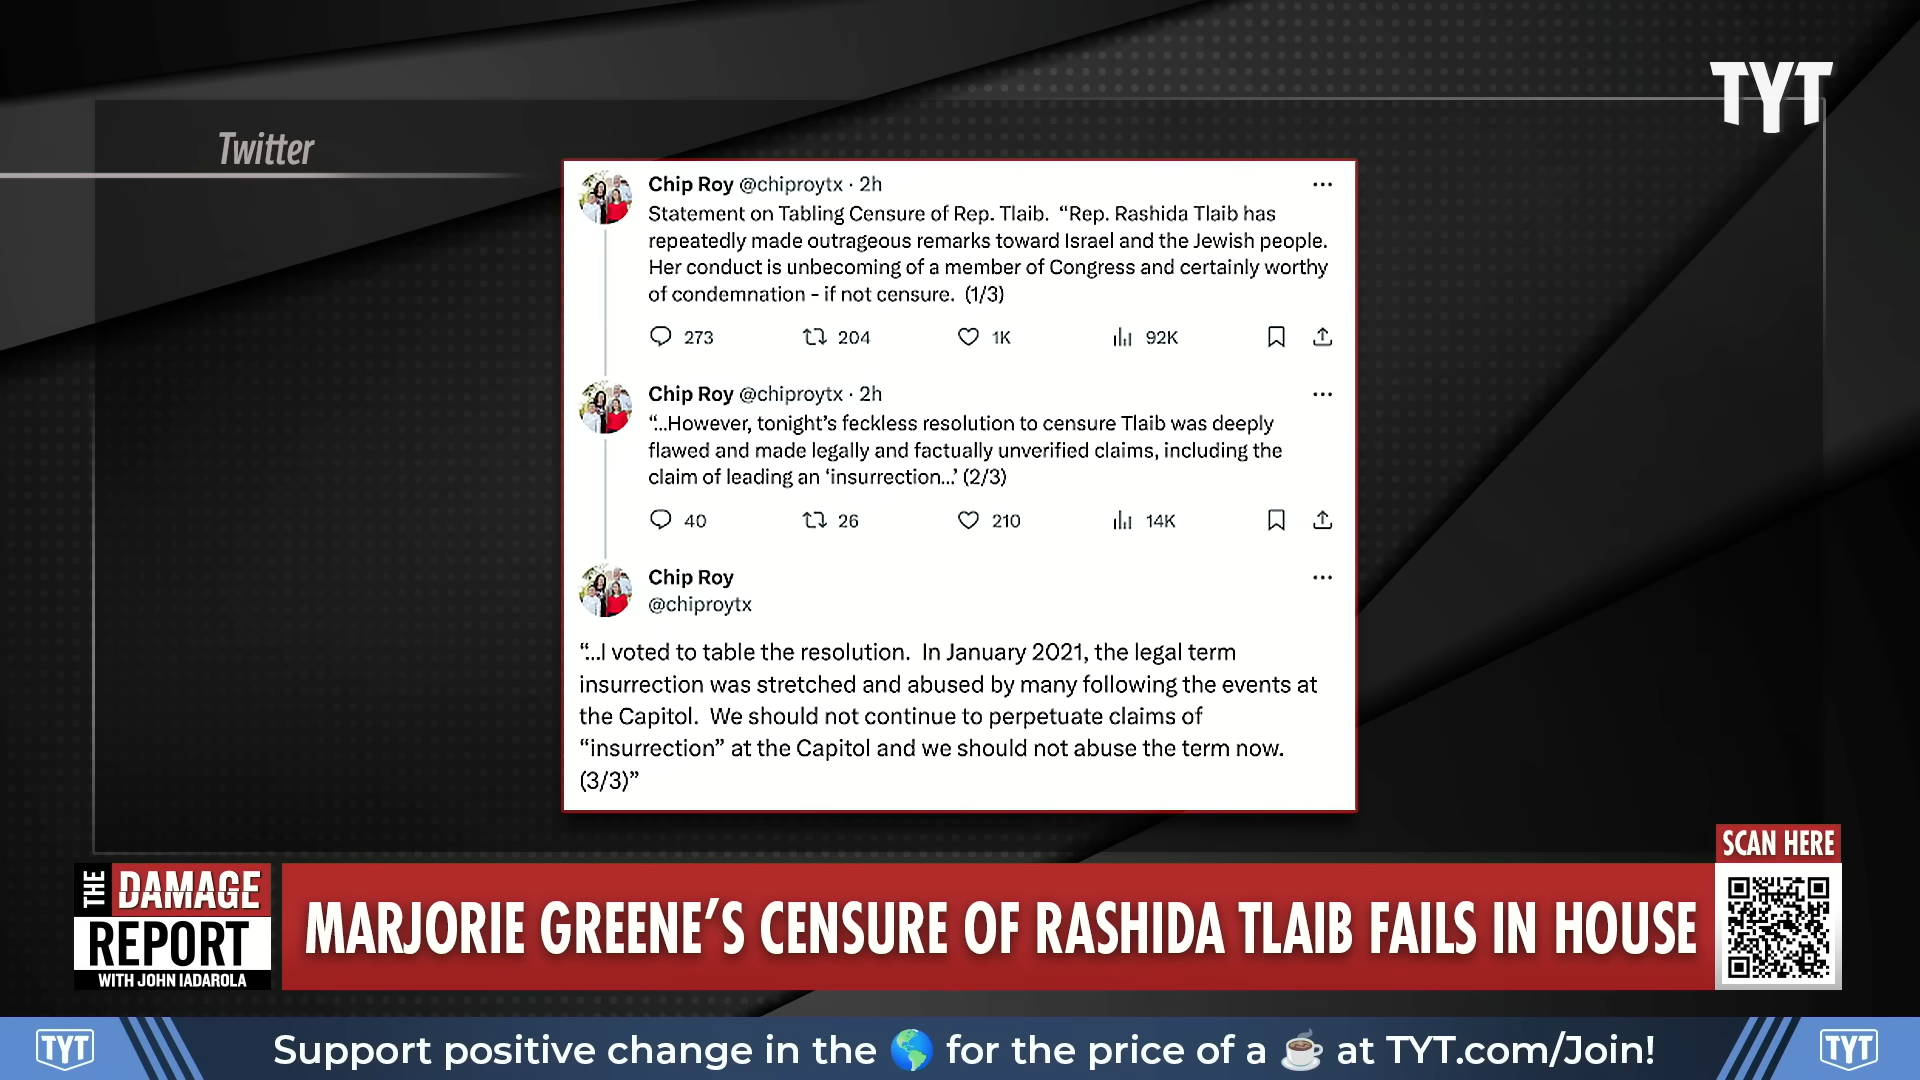 TYT
Twitter
Chip Roy @chiproytx · 2h
Statement on Tabling Censure of Rep. Tlaib.  “Rep. Rashida Tlaib has
repeatedly made outrageous remarks toward Israel and the Jewish people.
Her conduct is unbecoming of a member of Congress and certainly worthy
of condemnation - if not censure.  (1/3)
273 204 1K 92K
Chip Roy @chiproytx · 2h
“...However, tonight’s feckless resolution to censure Tlaib was deeply
flawed and made legally and factually unverified claims, including the
claim of leading an ‘insurrection...’ (2/3)
40 26 210 14K
Chip Roy
@chiproytx
“...I voted to table the resolution.  In January 2021, the legal term
insurrection was stretched and abused by many following the events at
the Capitol.  We should not continue to perpetuate claims of
“insurrection” at the Capitol and we should not abuse the term now.
(3/3)”
SCAN HERE
THE DAMAGE
REPORT
WITH JOHN IADAROLA
MARJORIE GREENE’S CENSURE OF RASHIDA TLAIB FAILS IN HOUSE
TYT
Support positive change in the 🌎 for the price of a ☕ at TYT.com/Join!
TYT